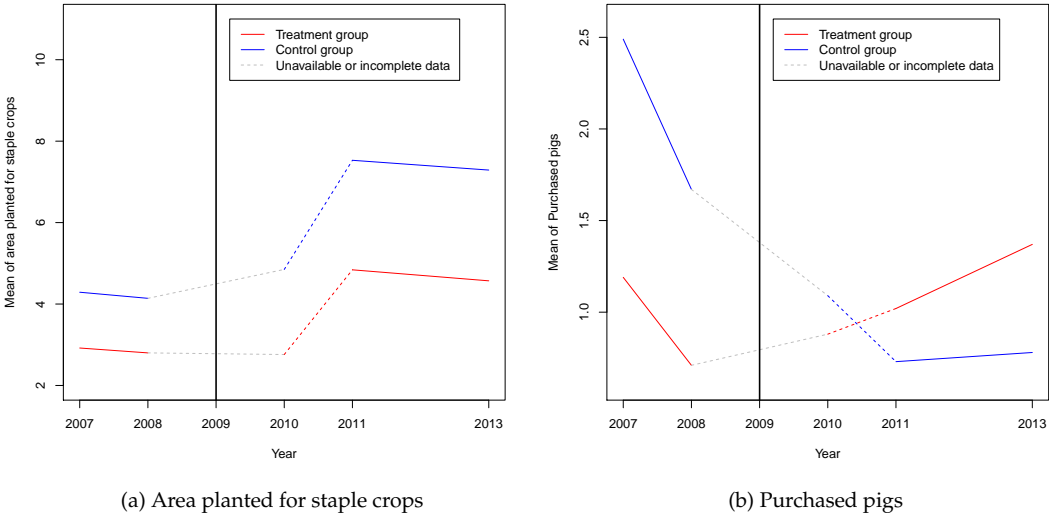 Mean of area planted for staple crops
10
8
6
4
2
Treatment group
Control group
Unavailable or incomplete data
2007 2008 2009 2010 2011 2013
Year
(a) Area planted for staple crops
Mean of Purchased pigs
2.5
2.0
1.5
1.0
Treatment group
Control group
Unavailable or incomplete data
2007 2008 2009 2010 2011 2013
Year
(b) Purchased pigs